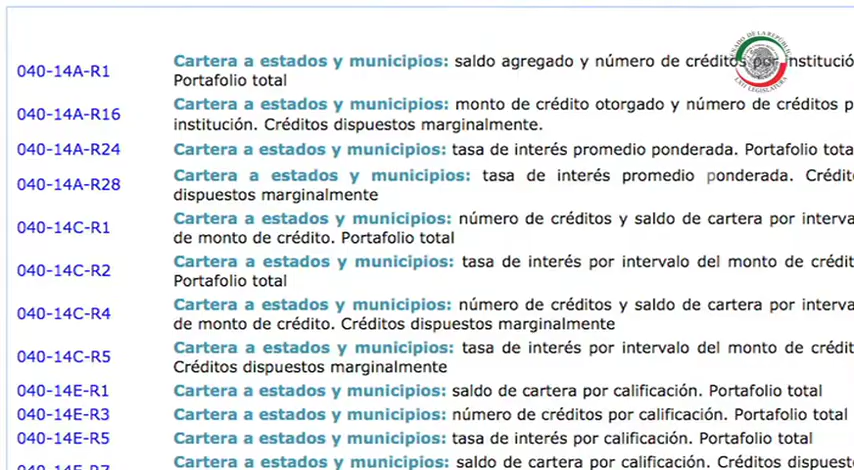 Cartera a estados y municipios: saldo agregado y número de créditos por institució
040-14A-R1
Portafolio total
Cartera a estados y municipios: monto de crédito otorgado y número de créditos p
040-14A-R16
institución. Créditos dispuestos marginalmente.
040-14A-R24 Cartera a estados y municipios: tasa de interés promedio ponderada. Portafolio tota
Cartera a estados y municipios: tasa de interés promedio ponderada. Crédit
040-14A-R28
dispuestos marginalmente
Cartera a estados y municipios: número de créditos y saldo de cartera por interva
040-14C-R1
de monto de crédito. Portafolio total
Cartera a estados y municipios: tasa de interés por intervalo del monto de crédit
040-14C-R2
Portafolio total
Cartera a estados y municipios: número de créditos y saldo de cartera por interva
040-14C-R4
de monto de crédito. Créditos dispuestos marginalmente
Cartera a estados y municipios: tasa de interés por intervalo del monto de crédit
040-14C-R5
Créditos dispuestos marginalmente
040-14E-R1 Cartera a estados y municipios: saldo de cartera por calificación. Portafolio total
040-14E-R3 Cartera a estados y municipios: número de créditos por calificación. Portafolio total
040-14E-R5 Cartera a estados y municipios: tasa de interés por calificación. Portafolio total
Cartera a estados y municipios: saldo de cartera por calificación. Créditos dispuest
040-14E-R7
SENADO DE LA REPÚBLICA
LXII LEGISLATURA